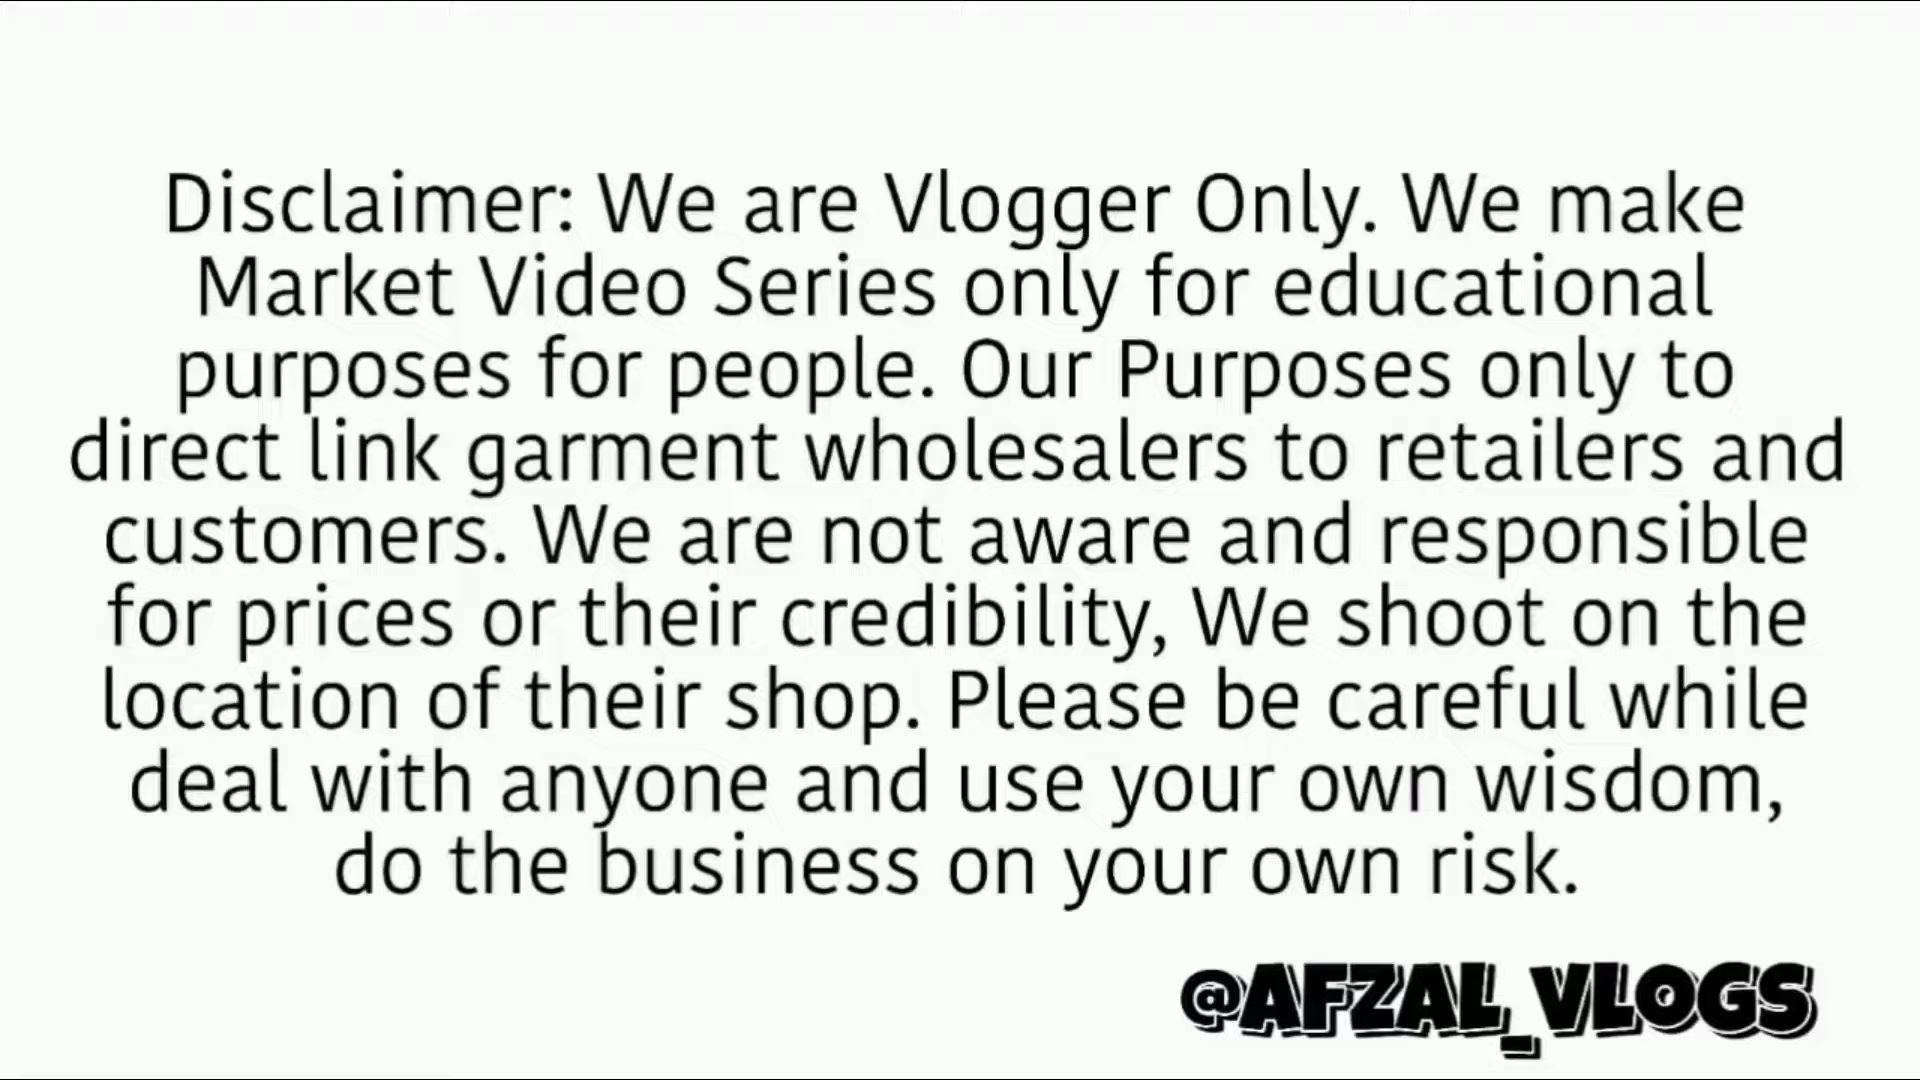 Disclaimer: We are Vlogger Only. We make
Market Video Series only for educational
purposes for people. Our Purposes only to
direct link garment wholesalers to retailers and
customers. We are not aware and responsible
for prices or their credibility, We shoot on the
location of their shop. Please be careful while
deal with anyone and use your own wisdom,
do the business on your own risk.
@AFZAL_VLOGS